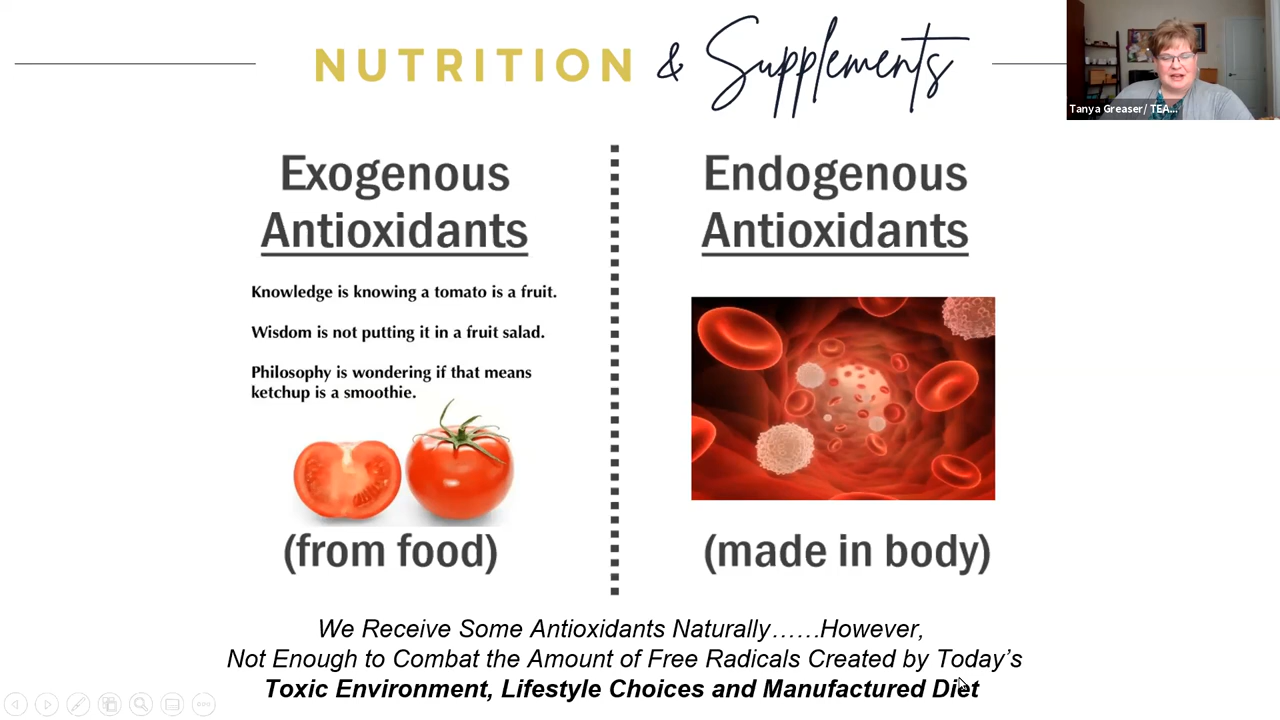 NUTRITION & Supplements
Tanya Greaser/ TEA...
Exogenous
Antioxidants
Knowledge is knowing a tomato is a fruit.
Wisdom is not putting it in a fruit salad.
Philosophy is wondering if that means
ketchup is a smoothie.
(from food)
Endogenous
Antioxidants
(made in body)
We Receive Some Antioxidants Naturally……However,
Not Enough to Combat the Amount of Free Radicals Created by Today’s
Toxic Environment, Lifestyle Choices and Manufactured Diet